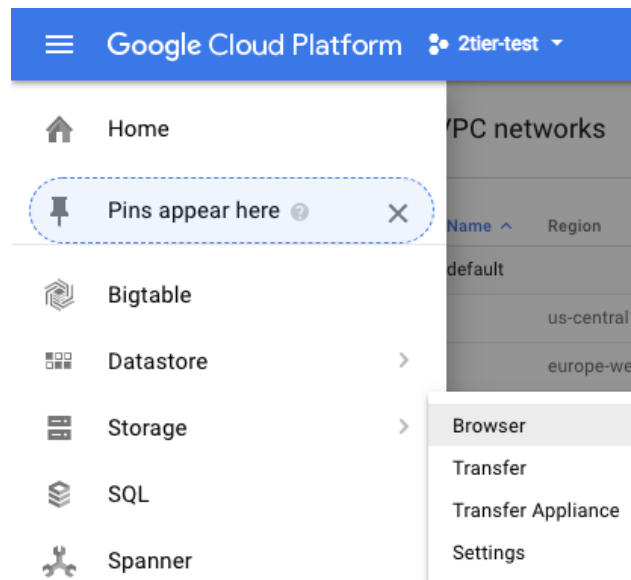 Google Cloud Platform 2tier-test
Home
Pins appear here
Bigtable
Datastore
Storage
SQL
Spanner
VPC networks
Name Region
default
us-central
europe-we
Browser
Transfer
Transfer Appliance
Settings